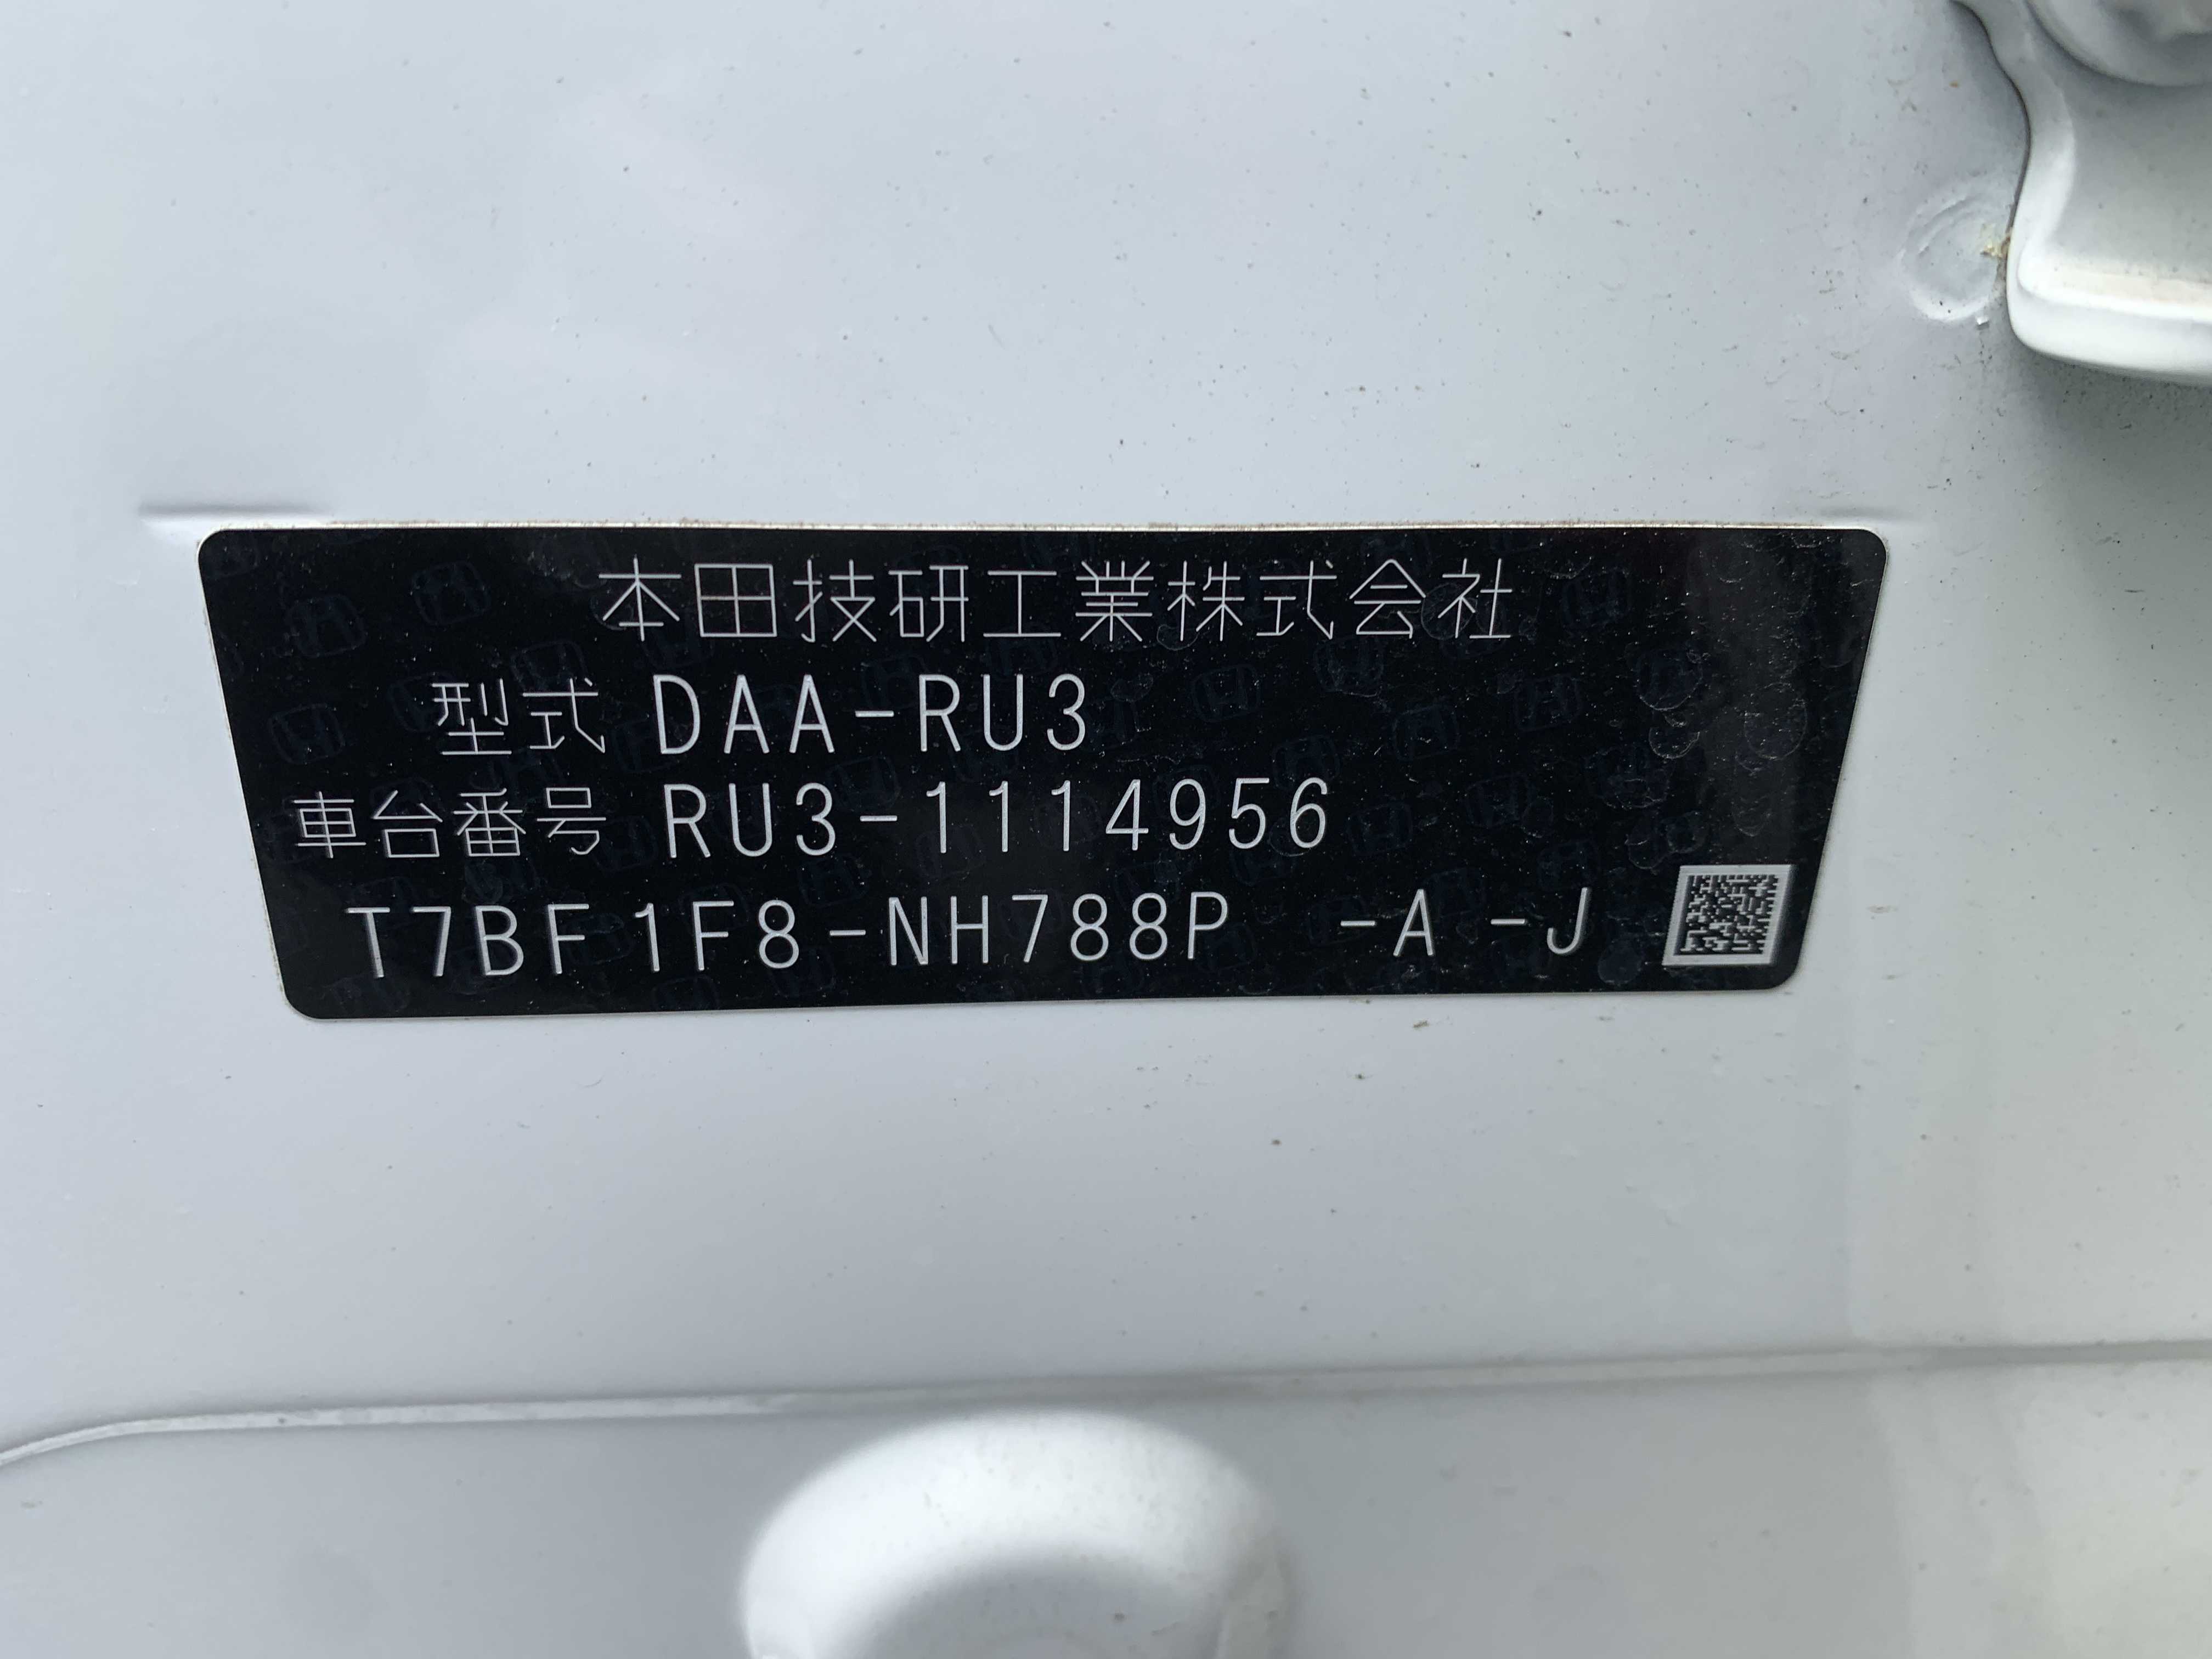 本田技研工業株式会社
型式 DAA-RU3
車台番号 RU3-1114956
T7BF1F8-NH788P -A -J